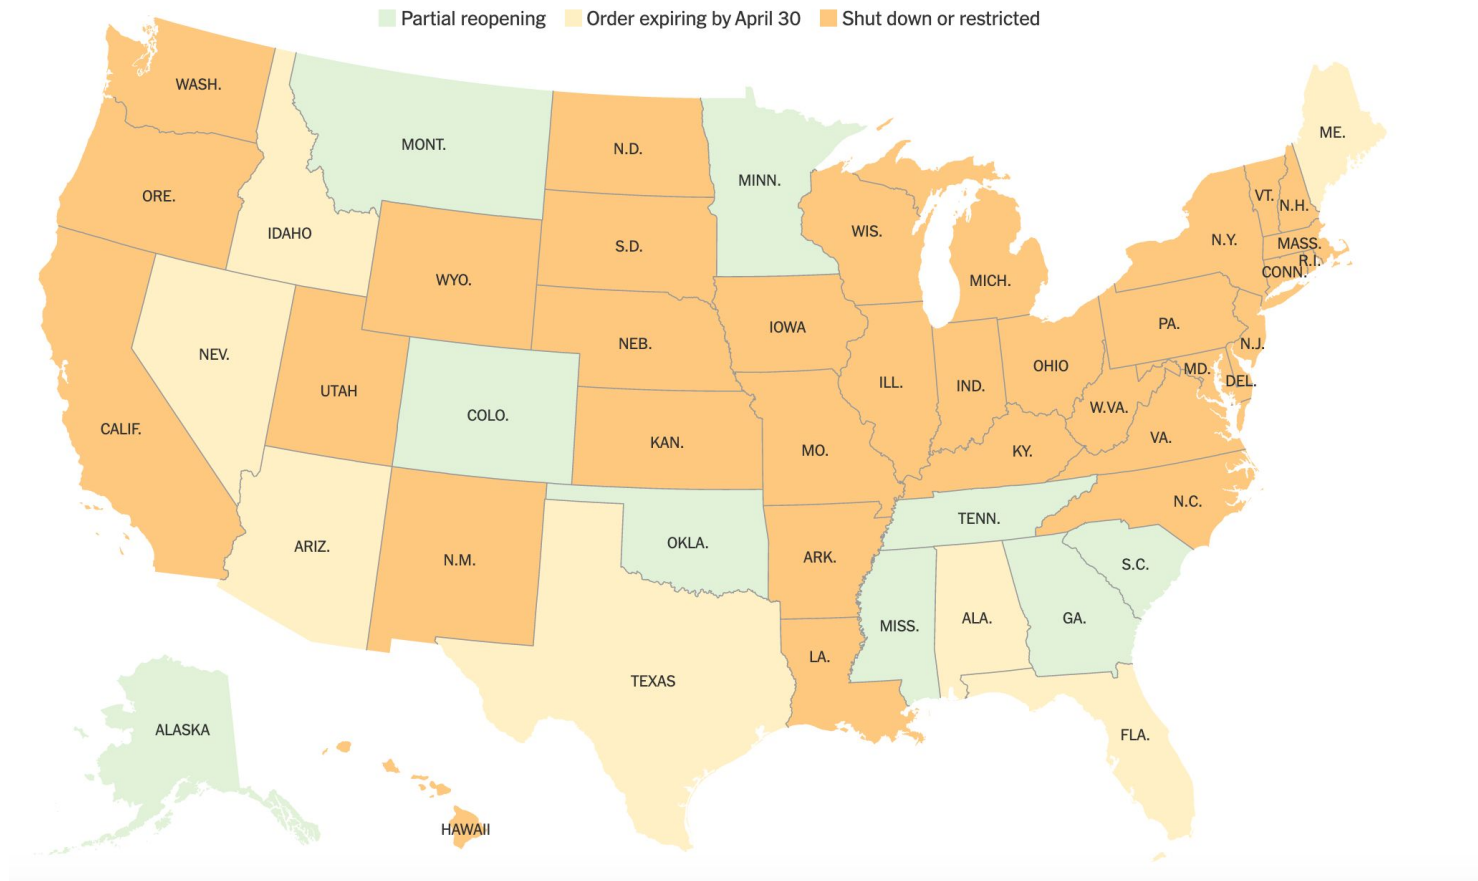 Partial reopening Order expiring by April 30 Shut down or restricted
WASH.
MONT.
N.D.
MINN.
ME.
ORE.
IDAHO
WYO.
S.D.
WIS.
MICH.
N.Y.
VT.
N.H.
MASS.
R.I.
CONN.
NEV.
UTAH
COLO.
NEB.
IOWA
ILL.
IND.
OHIO
PA.
N.J.
MD.
DEL.
W.VA.
VA.
CALIF.
KAN.
MO.
KY.
N.C.
ARIZ.
N.M.
OKLA.
ARK.
TENN.
S.C.
MISS.
ALA.
GA.
TEXAS
LA.
FLA.
ALASKA
HAWAII